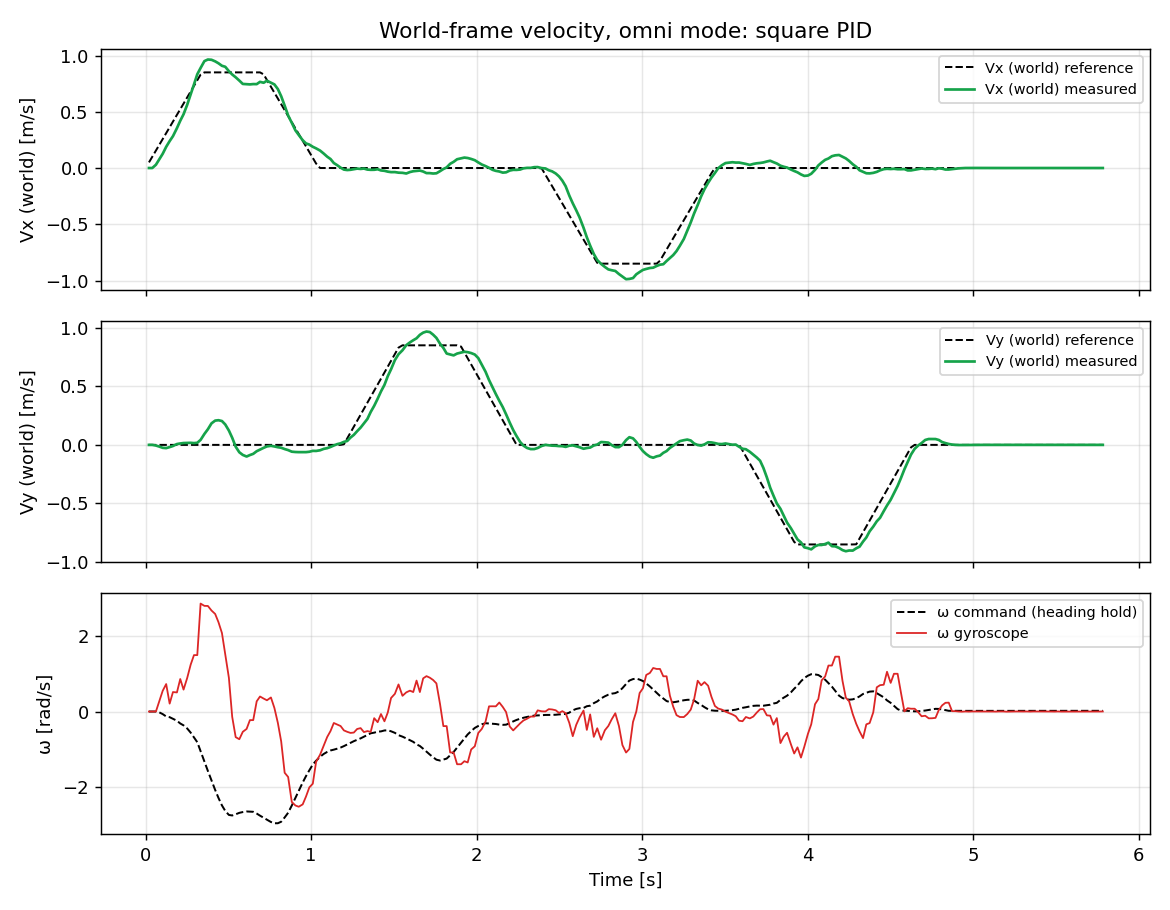 World-frame velocity, omni mode: square PID
Vx (world) [m/s]
1.0
0.5
0.0
−0.5
−1.0
Vx (world) reference
Vx (world) measured
Vy (world) [m/s]
1.0
0.5
0.0
−0.5
−1.0
Vy (world) reference
Vy (world) measured
ω [rad/s]
2
0
−2
ω command (heading hold)
ω gyroscope
0 1 2 3 4 5 6
Time [s]